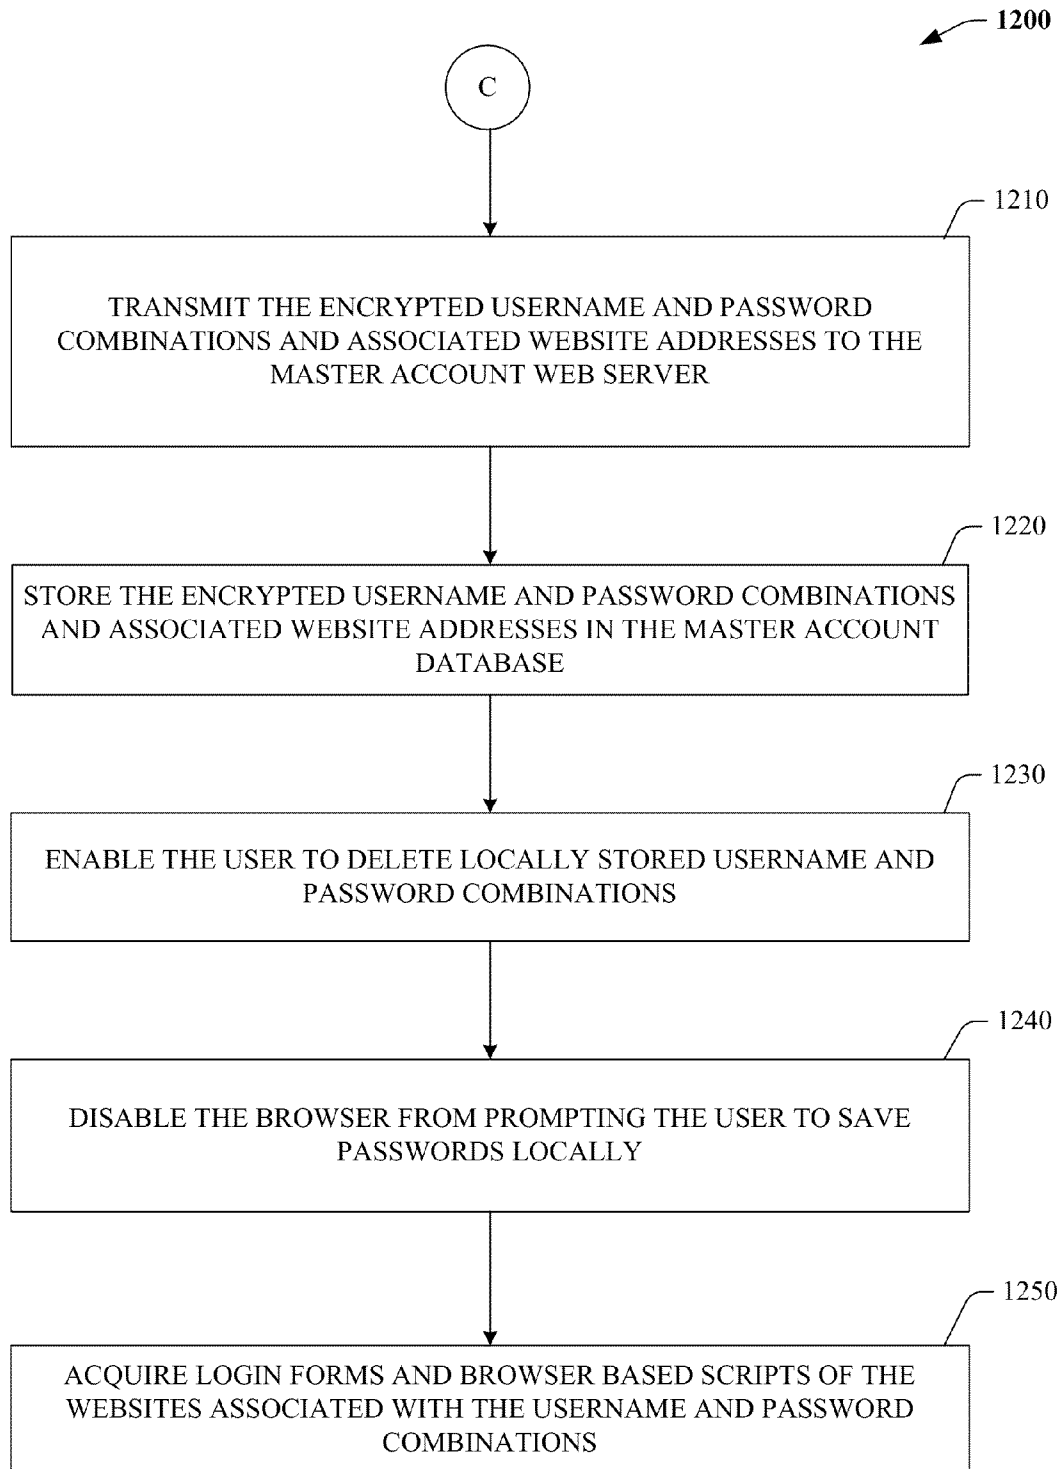 1200
C
1210
TRANSMIT THE ENCRYPTED USERNAME AND PASSWORD
COMBINATIONS AND ASSOCIATED WEBSITE ADDRESSES TO THE
MASTER ACCOUNT WEB SERVER
1220
STORE THE ENCRYPTED USERNAME AND PASSWORD COMBINATIONS
AND ASSOCIATED WEBSITE ADDRESSES IN THE MASTER ACCOUNT
DATABASE
1230
ENABLE THE USER TO DELETE LOCALLY STORED USERNAME AND
PASSWORD COMBINATIONS
1240
DISABLE THE BROWSER FROM PROMPTING THE USER TO SAVE
PASSWORDS LOCALLY
1250
ACQUIRE LOGIN FORMS AND BROWSER BASED SCRIPTS OF THE
WEBSITES ASSOCIATED WITH THE USERNAME AND PASSWORD
COMBINATIONS